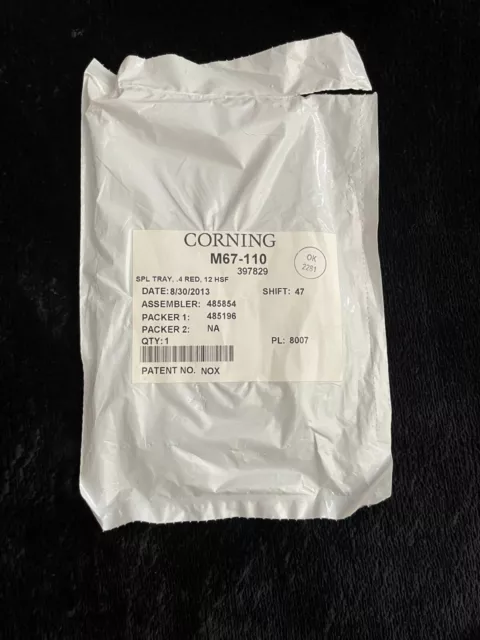 CORNING
M67-110
397829
OK
2281
SPL TRAY, .4 RED, 12 HSF
DATE:8/30/2013 SHIFT: 47
ASSEMBLER: 485854
PACKER 1: 485196
PACKER 2: NA
QTY:1 PL: 8007
PATENT NO. NOX